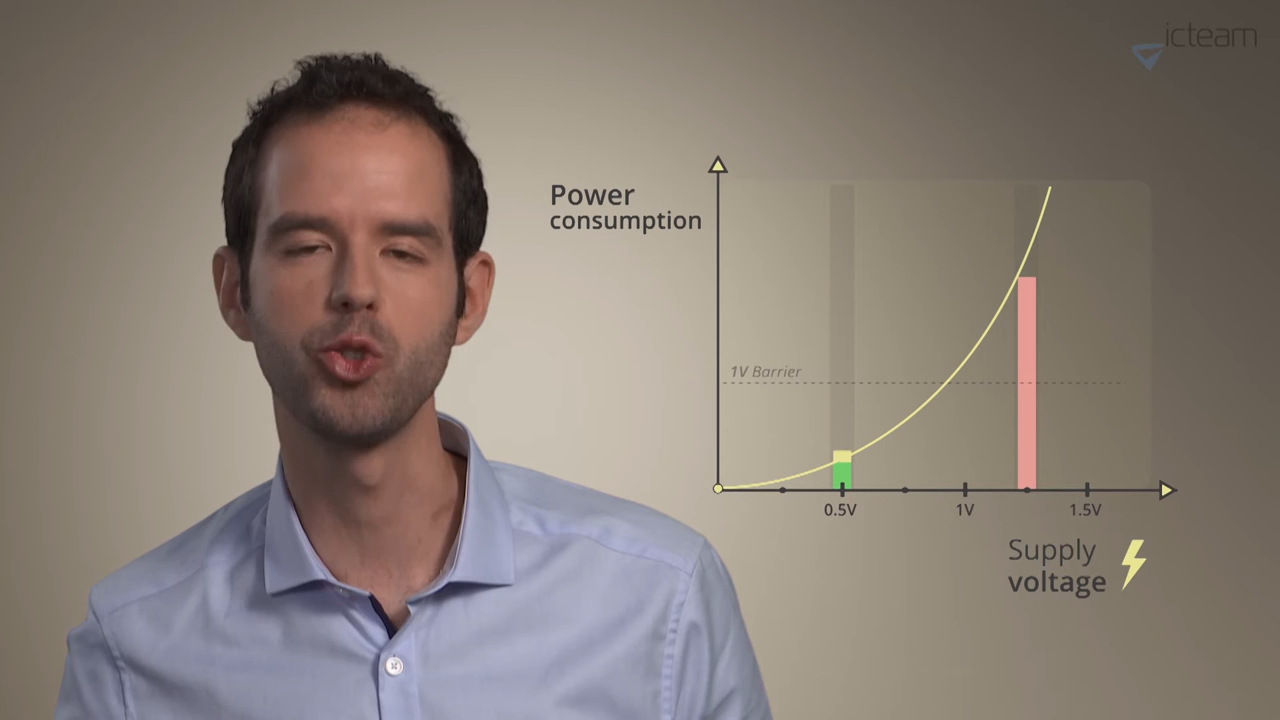 icteam
Power
consumption
1V Barrier
0.5V
1V
1.5V
Supply
voltage